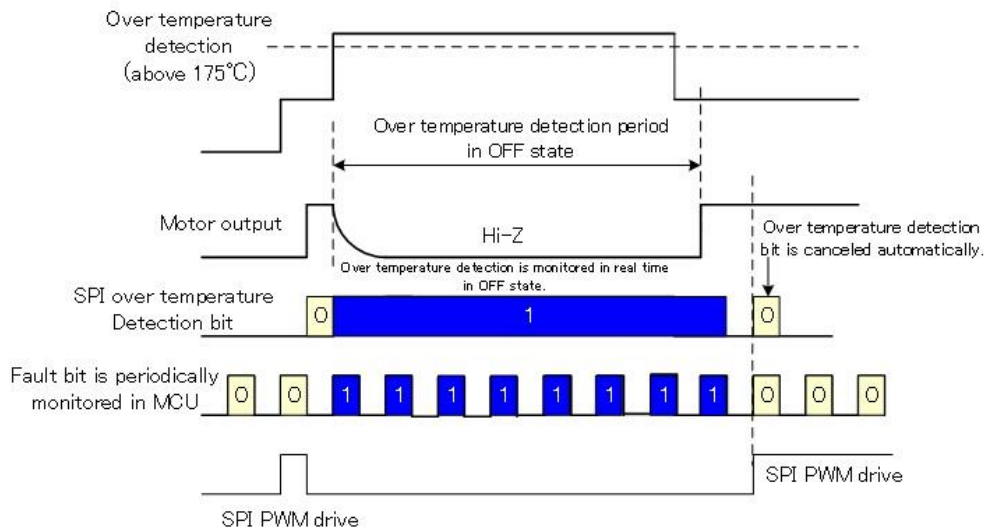 Over temperature
detection
(above 175℃)
Over temperature detection period
in OFF state
Motor output
Hi-Z
Over temperature detection
bit is canceled automatically.
Over temperature detection is monitored in real time
in OFF state.
SPI over temperature
Detection bit
0
1
0
Fault bit is periodically
monitored in MCU
0 0 1 1 1 1 1 1 1 1 0 0 0
SPI PWM drive
SPI PWM drive